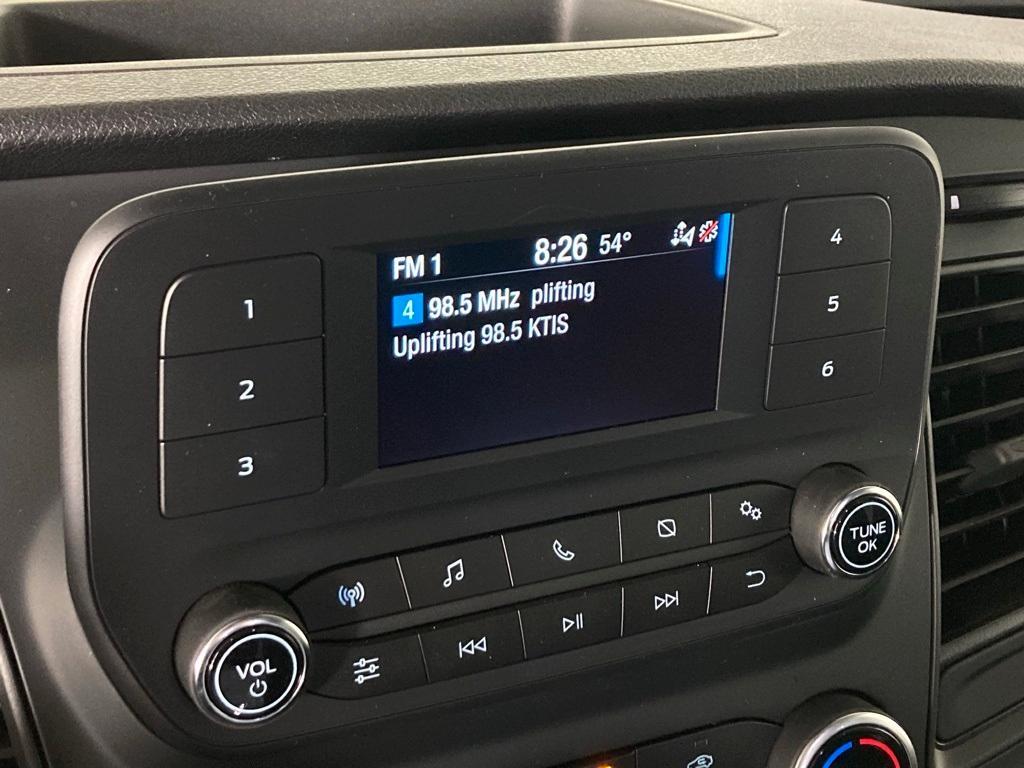 FM 1 8:26 54°
4 98.5 MHz plifting
Uplifting 98.5 KTIS
1
2
3
4
5
6
TUNE
OK
VOL